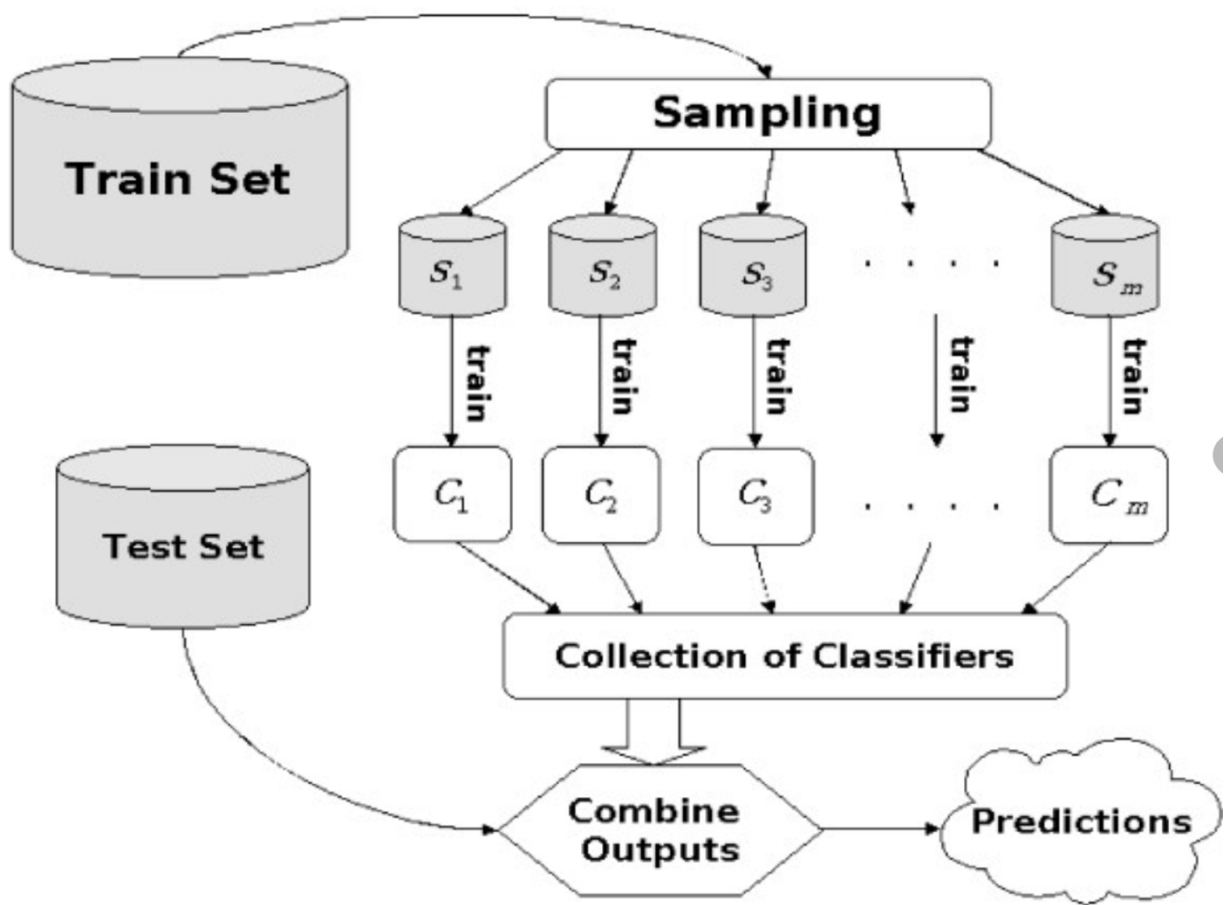 Sampling
Train Set
S1 S2 S3 . . . . Sm
train train train train train
C1 C2 C3 . . . . Cm
Test Set
Collection of Classifiers
Combine
Outputs
Predictions